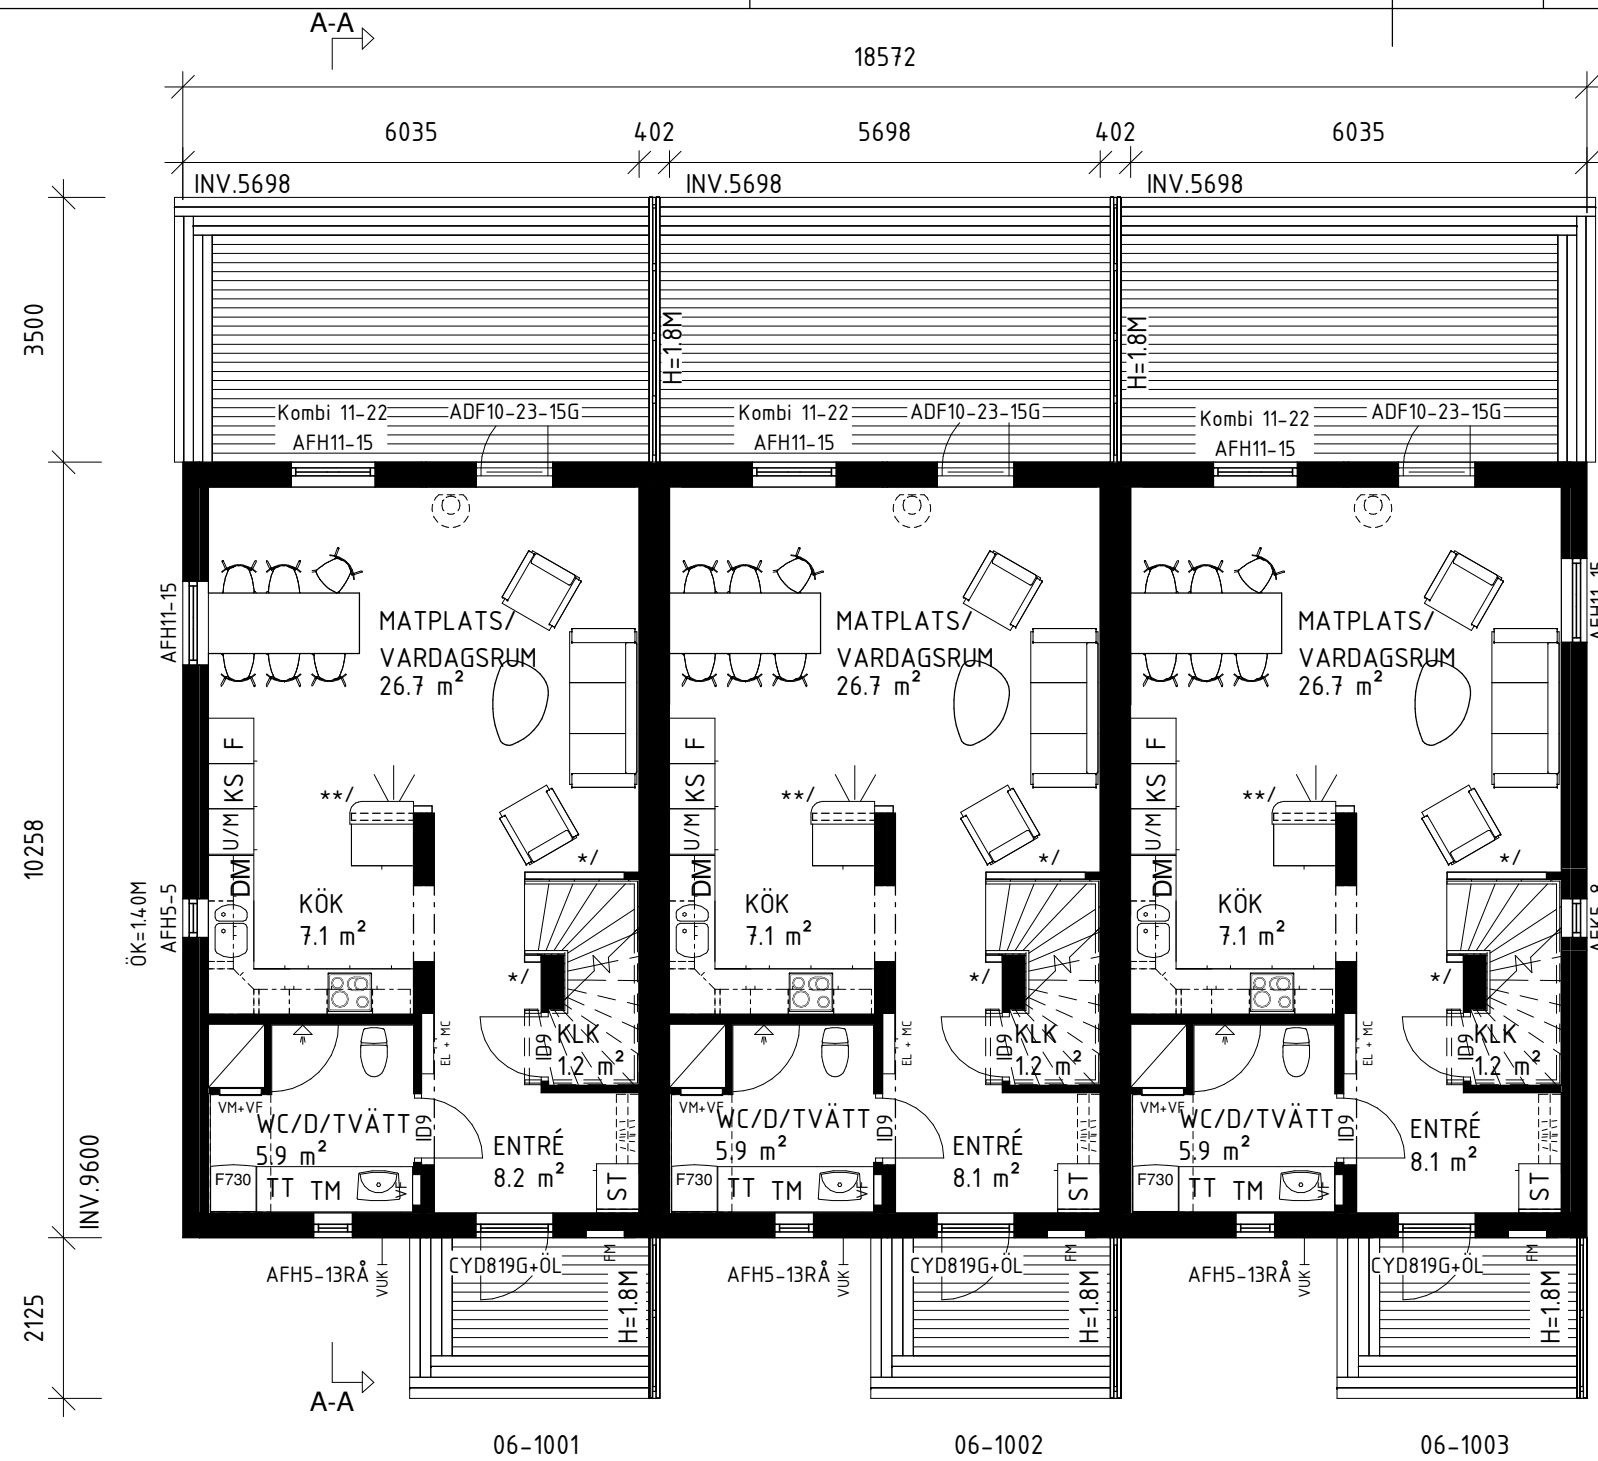 A-A
18572
6035
402
5698
402
6035
INV.5698
INV.5698
INV.5698
3500
H=1.8M
H=1.8M
Kombi 11-22
AFH11-15
ADF10-23-15G
Kombi 11-22
AFH11-15
ADF10-23-15G
Kombi 11-22
AFH11-15
ADF10-23-15G
AFH11-15
MATPLATS/
VARDAGSRUM
26.7 m²
MATPLATS/
VARDAGSRUM
26.7 m²
MATPLATS/
VARDAGSRUM
26.7 m²
AFH11-15
F
KS
U/M
DM
**/
*/
F
KS
U/M
DM
**/
*/
F
KS
U/M
DM
**/
*/
10258
ÖK=1.40M
AFH5-5
KÖK
7.1 m²
*/
KÖK
7.1 m²
*/
KÖK
7.1 m²
*/
EL + MC
ID9
KLK
1.2 m²
EL + MC
ID9
KLK
1.2 m²
EL + MC
ID9
KLK
1.2 m²
INV.9600
VM+VF
WC/D/TVÄTT
5.9 m²
ID9
ENTRÉ
8.2 m²
VM+VF
WC/D/TVÄTT
5.9 m²
ID9
ENTRÉ
8.1 m²
VM+VF
WC/D/TVÄTT
5.9 m²
ID9
ENTRÉ
8.1 m²
F730
TT
TM
VF
ST
F730
TT
TM
VF
ST
F730
TT
TM
VF
ST
2125
AFH5-13RÅ
VUK
CYD819G+ÖL
FM
H=1.8M
AFH5-13RÅ
VUK
CYD819G+ÖL
FM
H=1.8M
AFH5-13RÅ
VUK
CYD819G+ÖL
FM
H=1.8M
A-A
06-1001
06-1002
06-1003